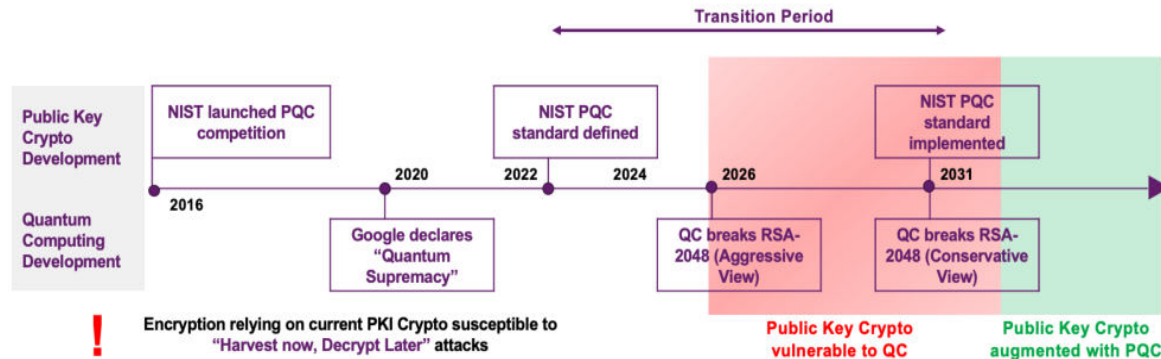 Transition Period
Public Key
Crypto
Development
NIST launched PQC
competition
NIST PQC
standard defined
NIST PQC
standard
implemented
2016
2020
2022
2024
2026
2031
Quantum
Computing
Development
Google declares
“Quantum
Supremacy”
QC breaks RSA-
2048 (Aggressive
View)
QC breaks RSA-
2048 (Conservative
View)
!
Encryption relying on current PKI Crypto susceptible to
“Harvest now, Decrypt Later” attacks
Public Key Crypto
vulnerable to QC
Public Key Crypto
augmented with PQC